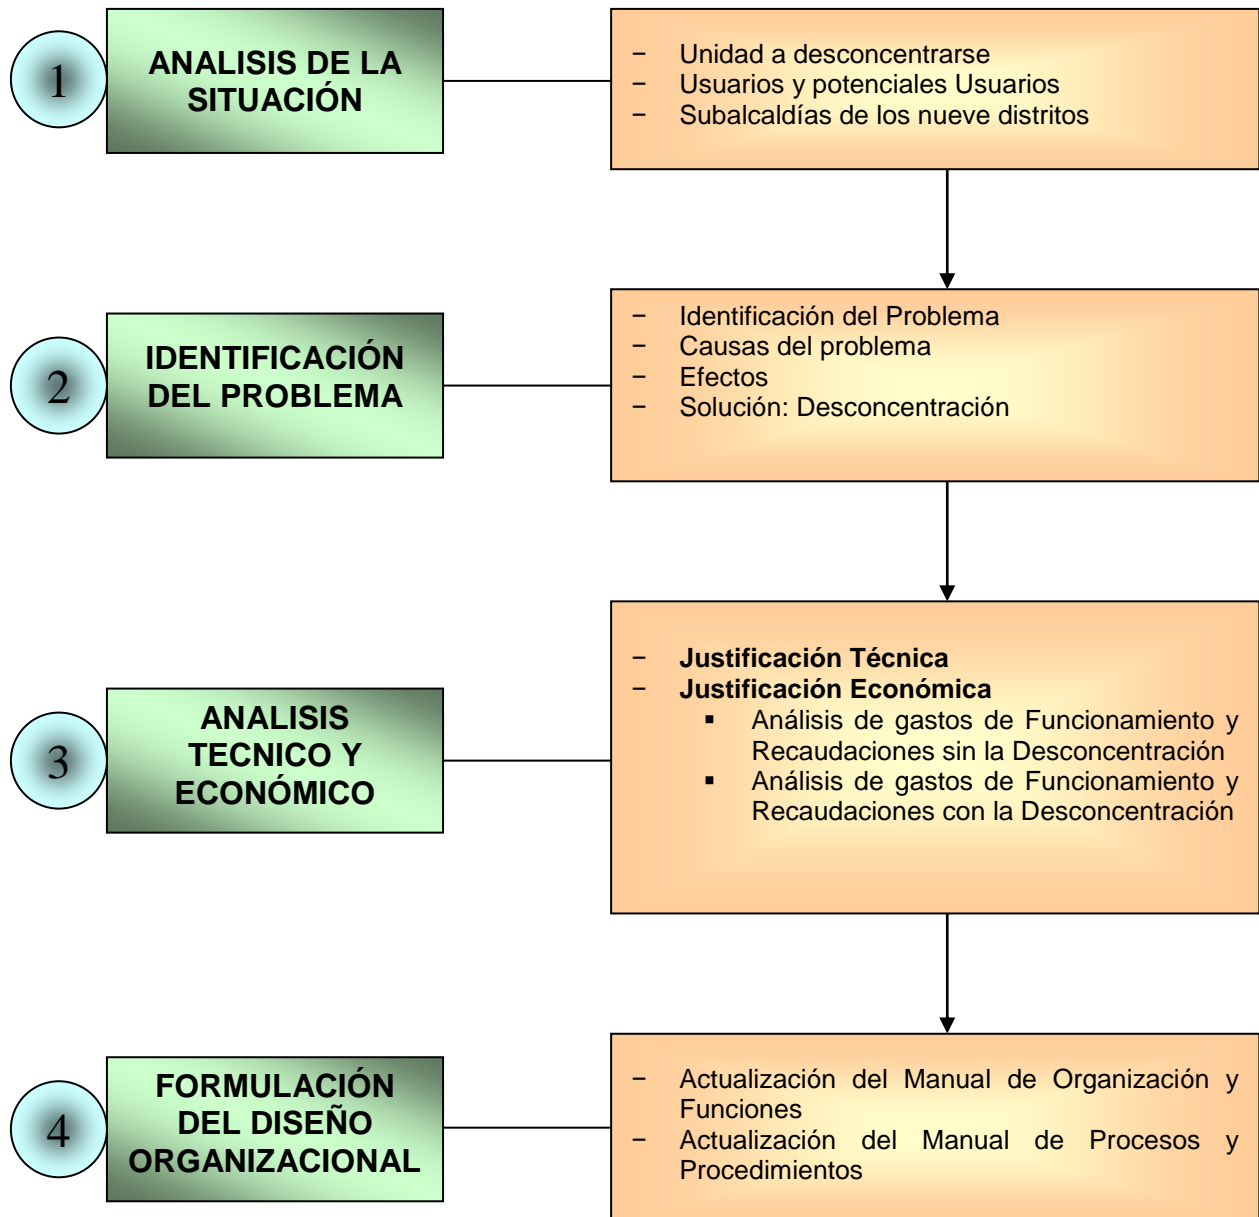 1
ANALISIS DE LA
SITUACIÓN
− Unidad a desconcentrarse
− Usuarios y potenciales Usuarios
− Subalcaldías de los nueve distritos
2
IDENTIFICACIÓN
DEL PROBLEMA
− Identificación del Problema
− Causas del problema
− Efectos
− Solución: Desconcentración
3
ANALISIS
TECNICO Y
ECONÓMICO
− Justificación Técnica
− Justificación Económica
▪ Análisis de gastos de Funcionamiento y
Recaudaciones sin la Desconcentración
▪ Análisis de gastos de Funcionamiento y
Recaudaciones con la Desconcentración
4
FORMULACIÓN
DEL DISEÑO
ORGANIZACIONAL
− Actualización del Manual de Organización y
Funciones
− Actualización del Manual de Procesos y
Procedimientos